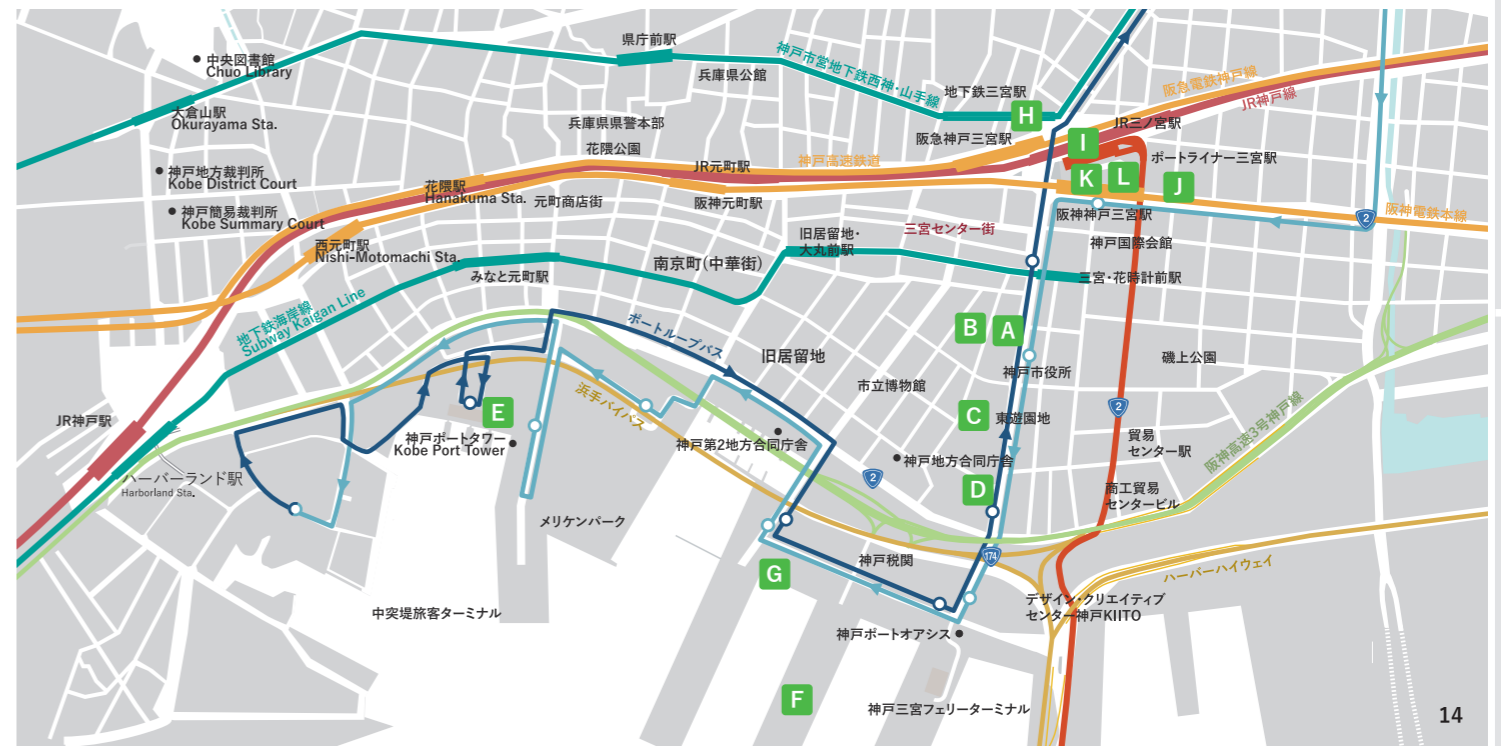 県庁前駅
中央図書館
Chuo Library
神戸市営地下鉄西神・山手線
兵庫県公館
阪急電鉄神戸線
JR神戸線
地下鉄三宮駅
大倉山駅
Okurayama Sta.
H
兵庫県県警本部
JR三ノ宮駅
阪急神戸三宮駅
I
花隈公園
神戸高速鉄道
JR元町駅
ポートライナー三宮駅
神戸地方裁判所
Kobe District Court
K
L
J
花隈駅
Hanakuma Sta.
元町商店街
阪神元町駅
阪神神戸三宮駅
2
阪神電鉄本線
神戸簡易裁判所
Kobe Summary Court
三宮センター街
旧居留地・
大丸前駅
神戸国際会館
西元町駅
Nishi-Motomachi Sta.
南京町(中華街)
みなと元町駅
三宮・花時計前駅
地下鉄海岸線
Subway Kaigan Line
ポートループバス
B
A
旧居留地
磯上公園
神戸市役所
市立博物館
浜手バイパス
E
C
東遊園地
2
JR神戸駅
神戸ポートタワー
Kobe Port Tower
神戸第2地方合同庁舎
貿易
センター駅
阪神高速3号神戸線
神戸地方合同庁舎
2
ハーバーランド駅
Harborland Sta.
D
商工貿易
センタービル
メリケンパーク
174
神戸税関
G
ハーバーハイウェイ
デザイン・クリエイティブ
センター神戸KIITO
中突堤旅客ターミナル
神戸ポートオアシス
F
神戸三宮フェリーターミナル
14